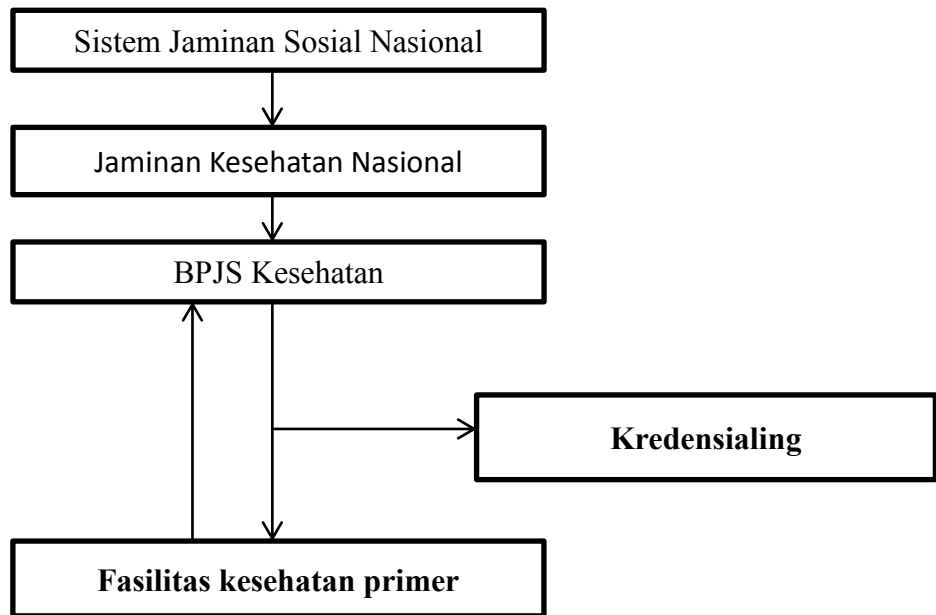 Sistem Jaminan Sosial Nasional
Jaminan Kesehatan Nasional
BPJS Kesehatan
Kredensialing
Fasilitas kesehatan primer